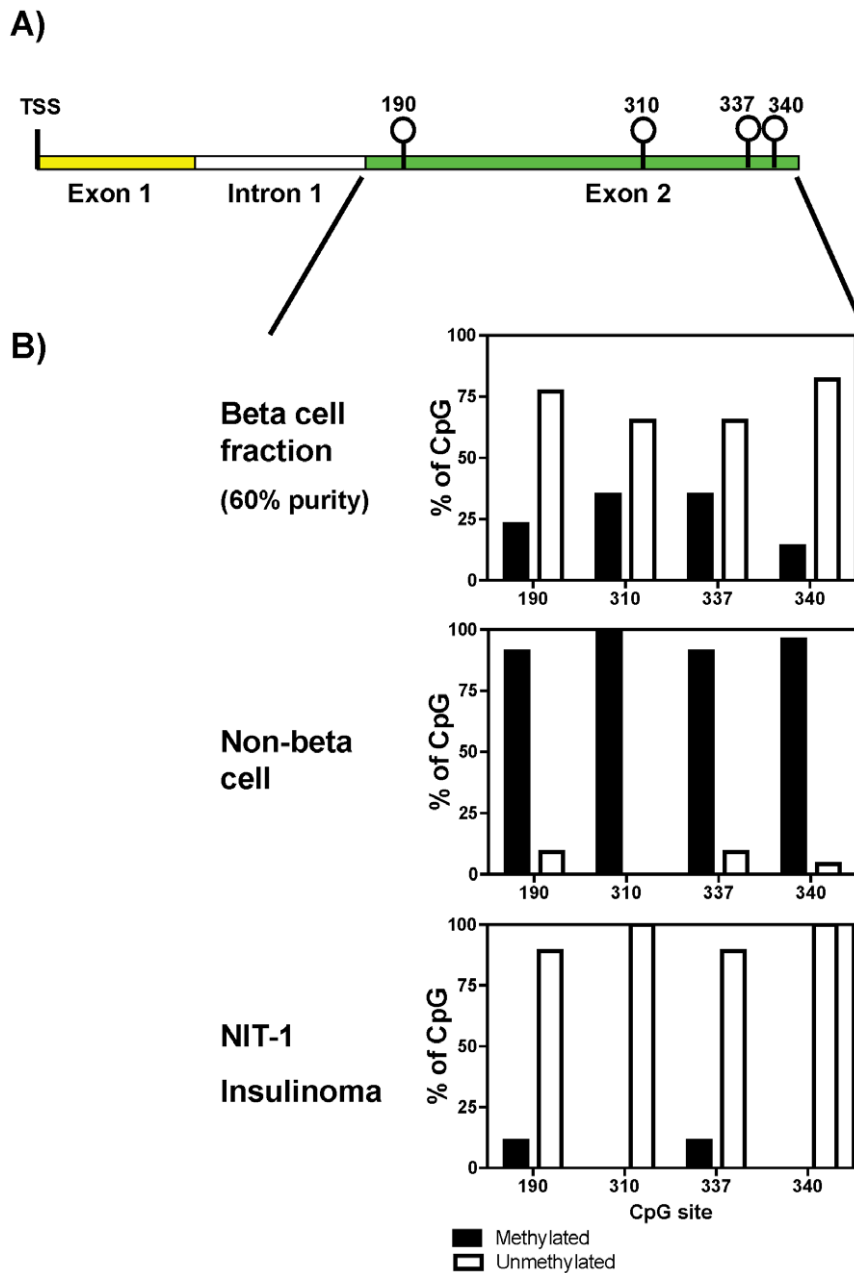 A)
TSS 190 310 337 340
Exon 1 Intron 1 Exon 2
B)
Beta cell
fraction
(60% purity)
% of CpG
100
75
50
25
0
190 310 337 340
Non-beta
cell
% of CpG
100
75
50
25
0
190 310 337 340
NIT-1
Insulinoma
% of CpG
100
75
50
25
0
190 310 337 340
CpG site
Methylated
Unmethylated